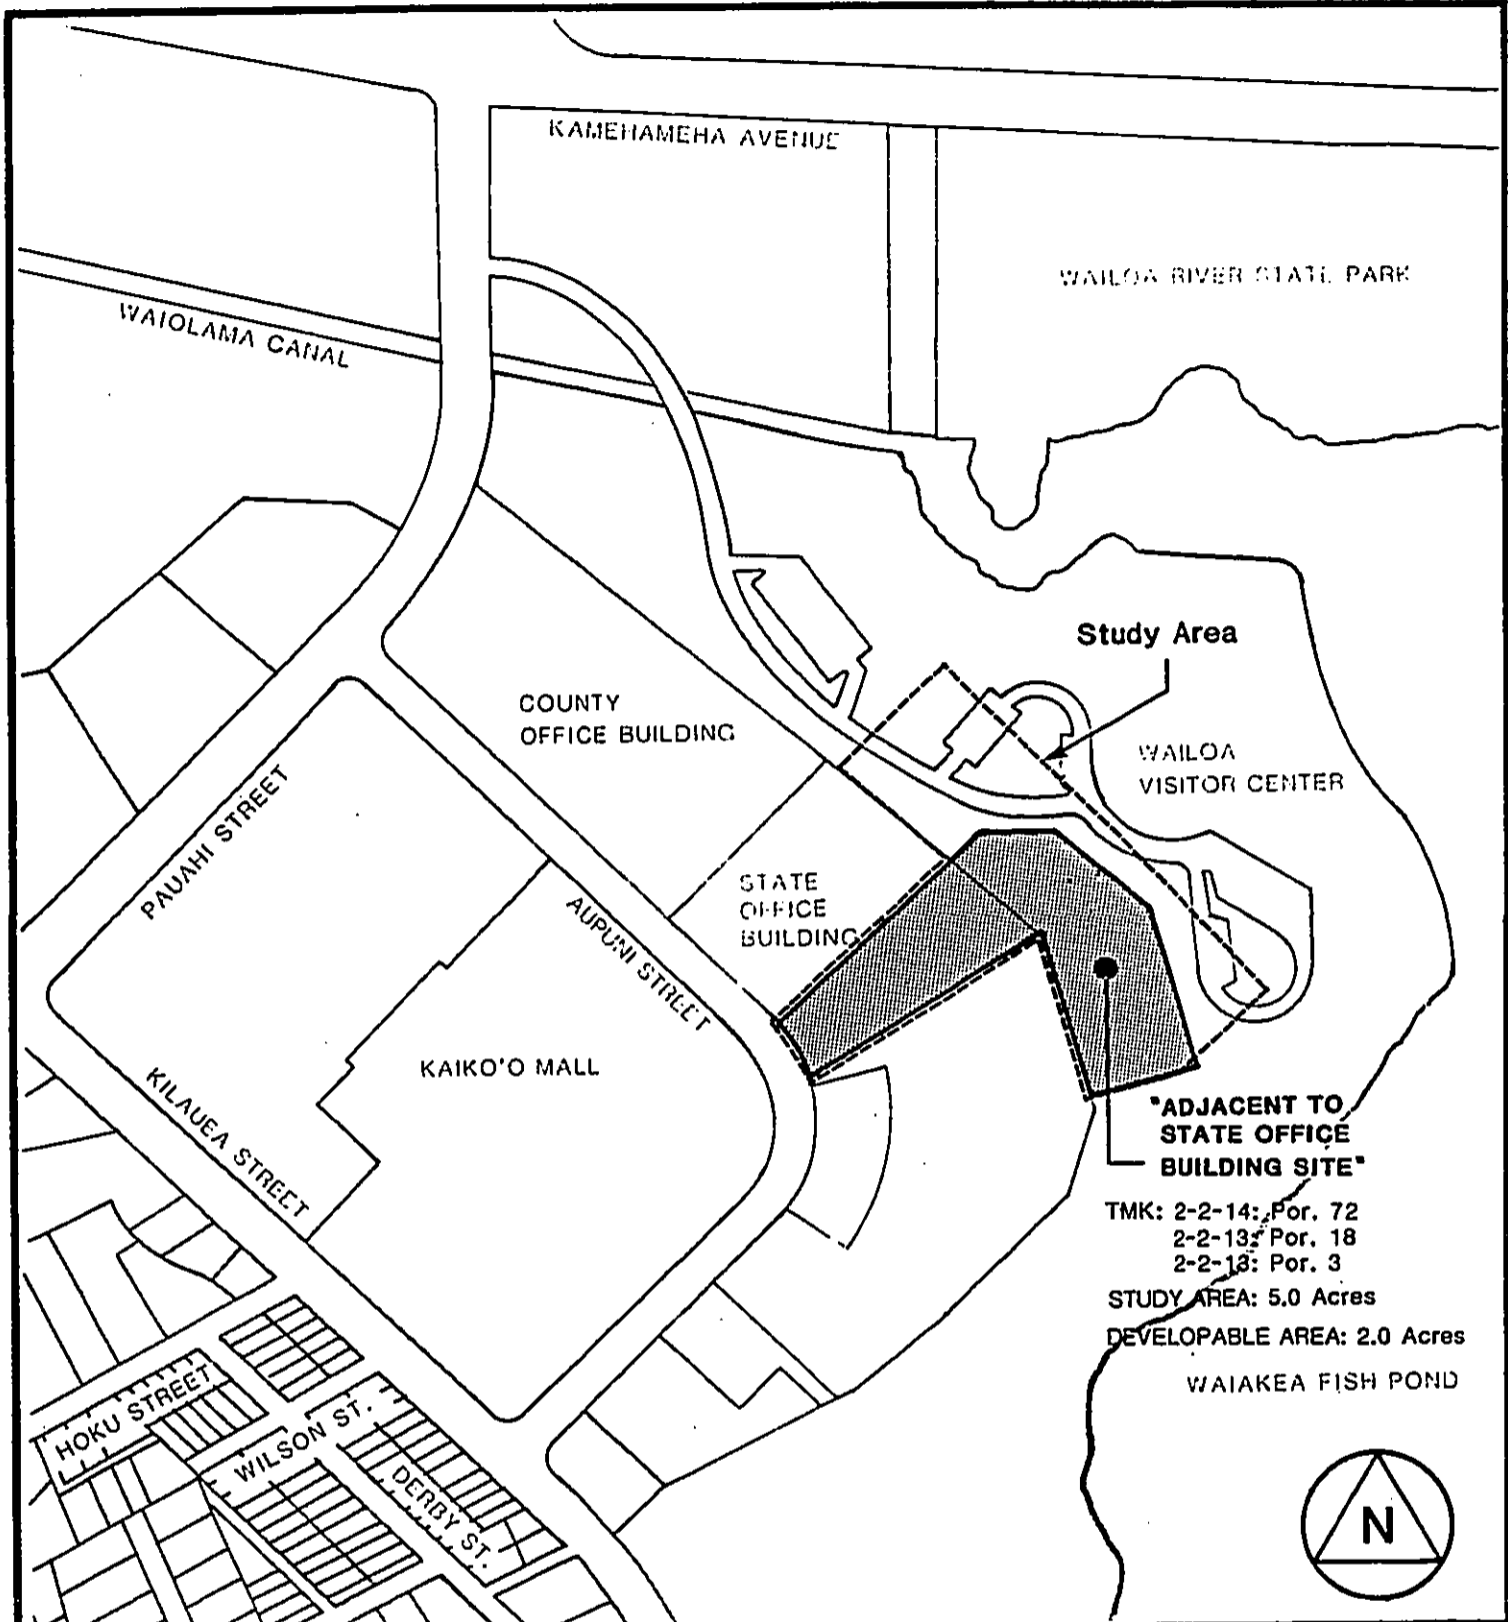 KAMEHAMEHA AVENUE
WAILOA RIVER STATE PARK
WAIOLAMA CANAL
Study Area
COUNTY
OFFICE BUILDING
WAILOA
VISITOR CENTER
PAUAHI STREET
STATE
OFFICE
BUILDING
AUPUNI STREET
KAIKO'O MALL
KILAUEA STREET
"ADJACENT TO
STATE OFFICE
BUILDING SITE"
TMK: 2-2-14: Por. 72
2-2-13: Por. 18
2-2-13: Por. 3
STUDY AREA: 5.0 Acres
DEVELOPABLE AREA: 2.0 Acres
WAIAKEA FISH POND
HOKU STREET
WILSON ST.
DERBY ST.
N